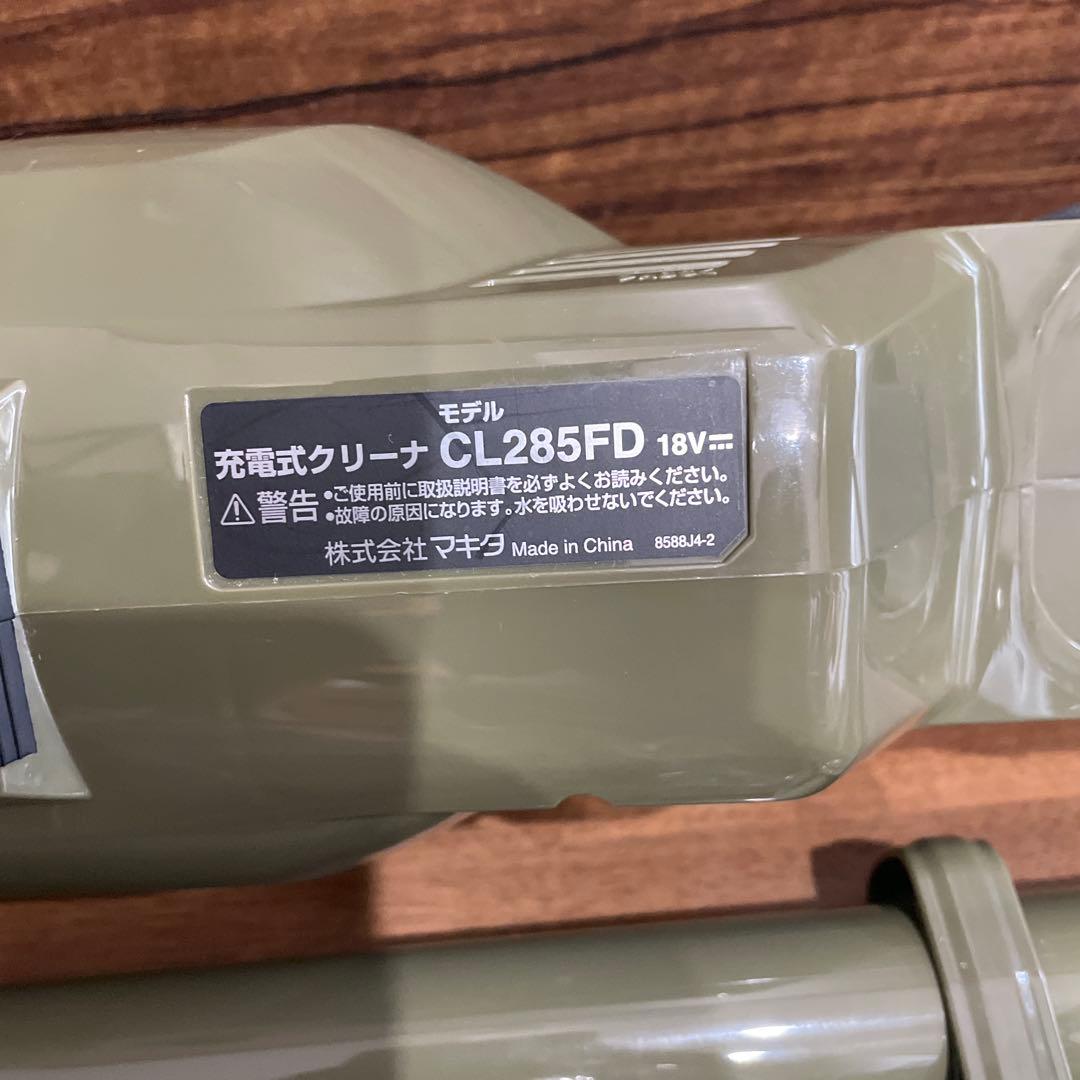 モデル
充電式クリーナ CL285FD 18V⎓
⚠警告 •ご使用前に取扱説明書を必ずよくお読みください。
•故障の原因になります。水を吸わせないでください。
株式会社マキタ Made in China 8588J4-2